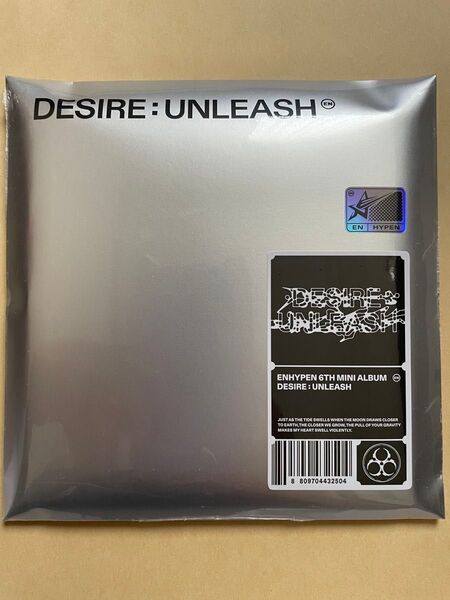 DESIRE : UNLEASH EN
EN HYPEN
DESIRE:
UNLEASH
ENHYPEN 6TH MINI ALBUM EN
DESIRE : UNLEASH
JUST AS THE TIDE SWELLS WHEN THE MOON DRAWS CLOSER
TO EARTH, THE CLOSER WE GROW, THE PULL OF YOUR GRAVITY
MAKES MY HEART SWELL VIOLENTLY.
8 809704432504